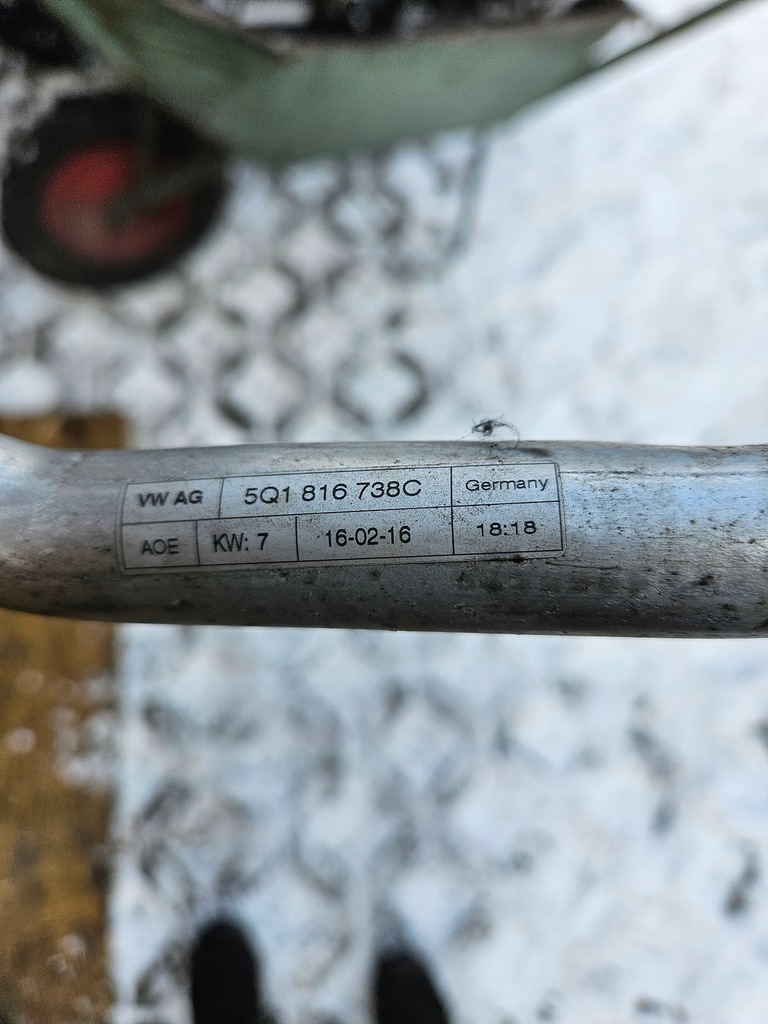 VW AG 5Q1 816 738C Germany
AOE KW: 7 16-02-16 18:18